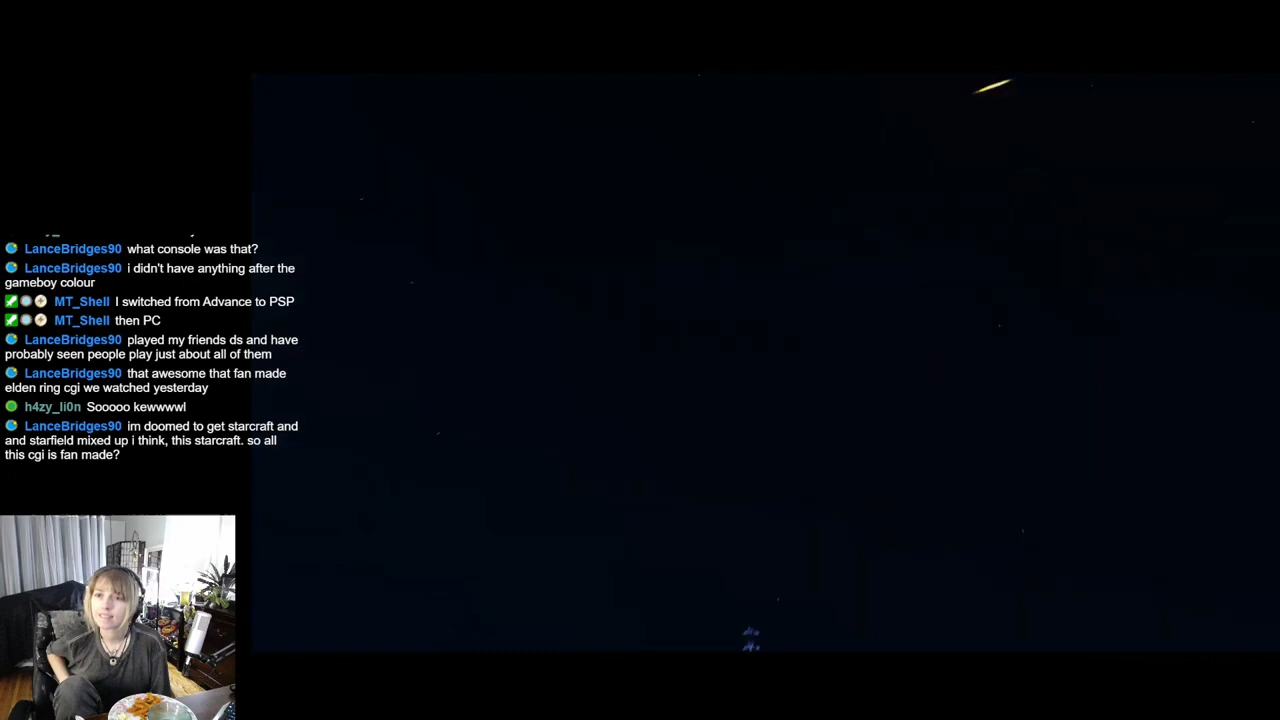 LanceBridges90 what console was that?
LanceBridges90 i didn't have anything after the
gameboy colour
MT_Shell I switched from Advance to PSP
MT_Shell then PC
LanceBridges90 played my friends ds and have
probably seen people play just about all of them
LanceBridges90 that awesome that fan made
elden ring cgi we watched yesterday
h4zy_li0n Sooooo kewwwwl
LanceBridges90 im doomed to get starcraft and
and starfield mixed up i think, this starcraft. so all
this cgi is fan made?